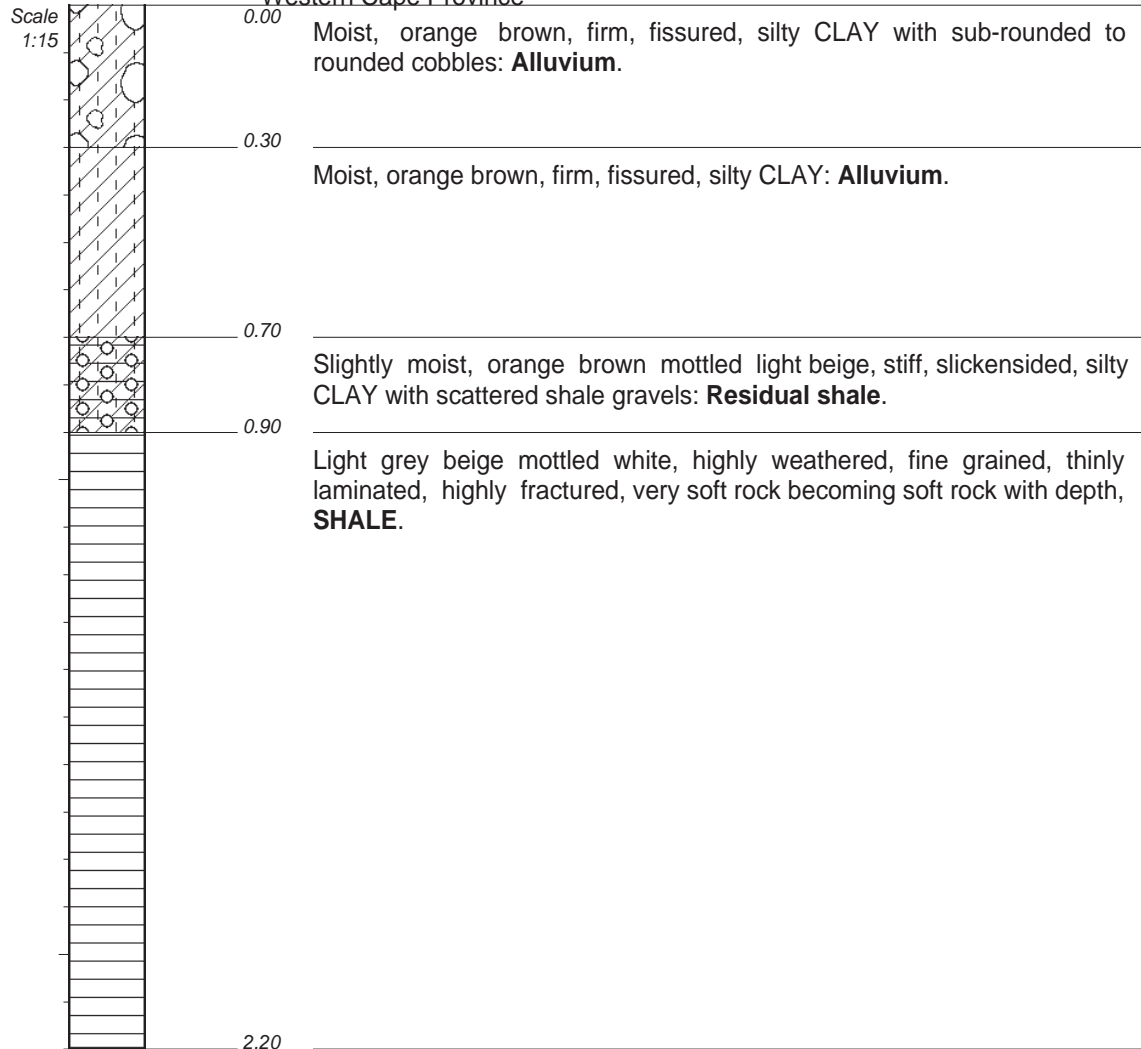 Western Cape Province
Scale
1:15
0.00
Moist, orange brown, firm, fissured, silty CLAY with sub-rounded to
rounded cobbles: Alluvium.
0.30
Moist, orange brown, firm, fissured, silty CLAY: Alluvium.
0.70
Slightly moist, orange brown mottled light beige, stiff, slickensided, silty
CLAY with scattered shale gravels: Residual shale.
0.90
Light grey beige mottled white, highly weathered, fine grained, thinly
laminated, highly fractured, very soft rock becoming soft rock with depth,
SHALE.
2.20